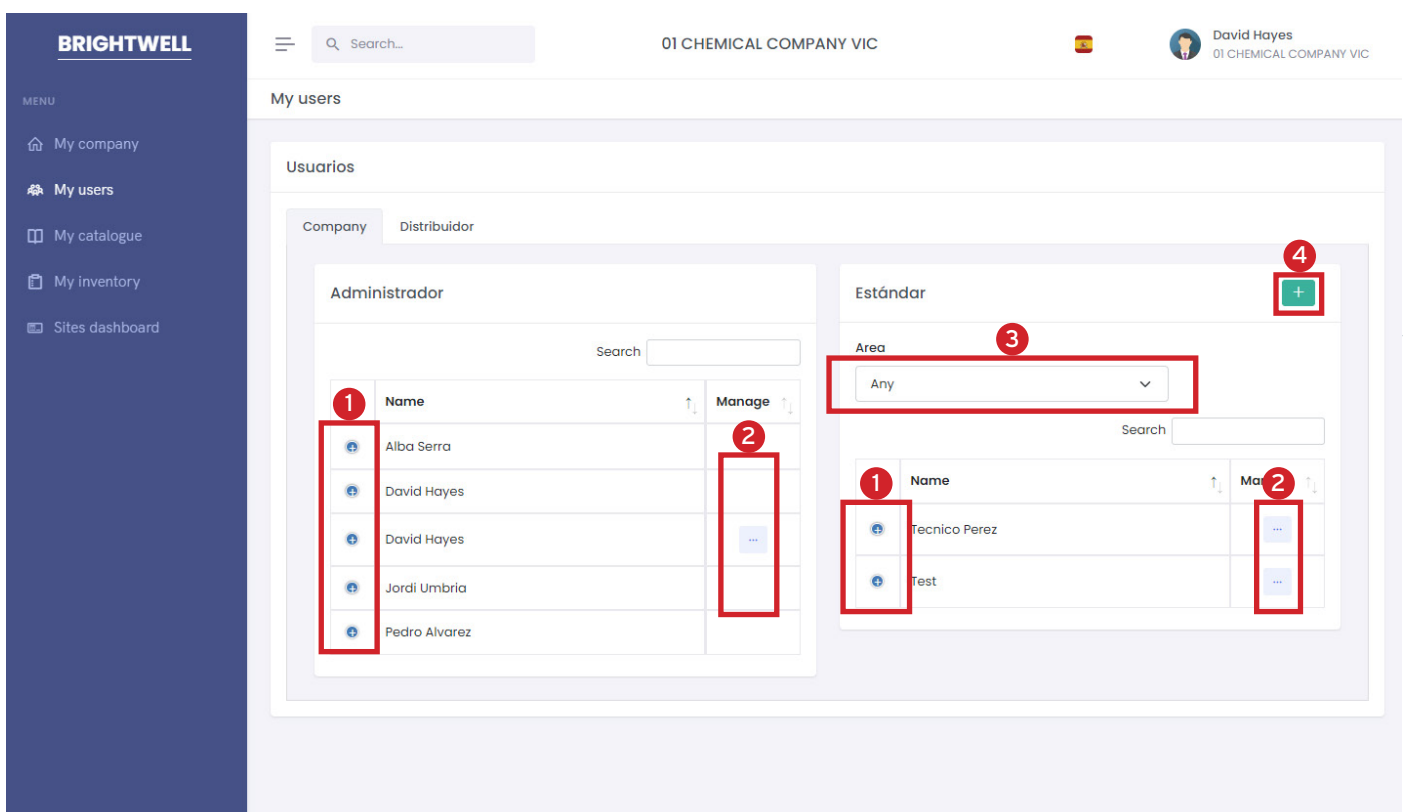 BRIGHTWELL
Search...
01 CHEMICAL COMPANY VIC
David Hayes
01 CHEMICAL COMPANY VIC
MENU
My company
My users
My catalogue
My inventory
Sites dashboard
My users
Usuarios
Company
Distribuidor
Administrador
Search
1
Name
Manage
2
Alba Serra
David Hayes
David Hayes
...
Jordi Umbria
Pedro Alvarez
Estándar
4
+
Area
3
Any
Search
1
Name
2
Tecnico Perez
...
Test
...